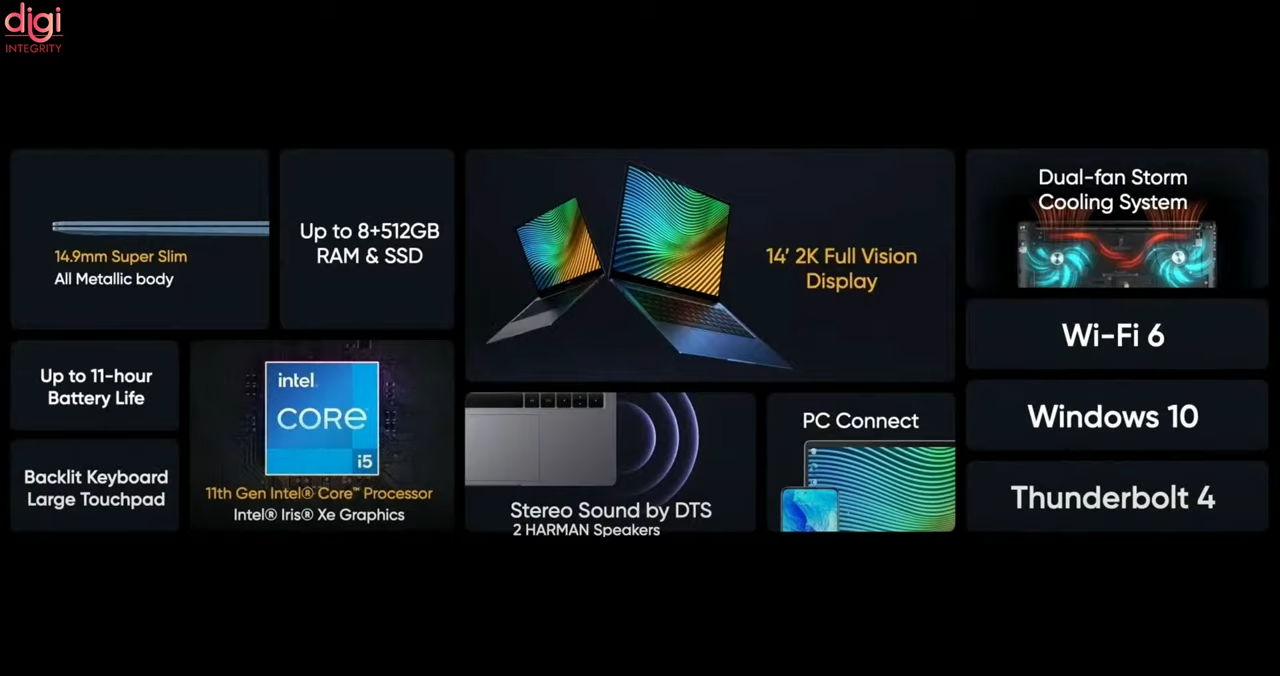 digi
INTEGRITY
14.9mm Super Slim
All Metallic body
Up to 8+512GB
RAM & SSD
14′ 2K Full Vision
Display
Dual-fan Storm
Cooling System
Wi-Fi 6
Windows 10
Thunderbolt 4
Up to 11-hour
Battery Life
Backlit Keyboard
Large Touchpad
intel.
CORE™
i5
11th Gen Intel® Core™ Processor
Intel® Iris® Xe Graphics
Stereo Sound by DTS
2 HARMAN Speakers
PC Connect